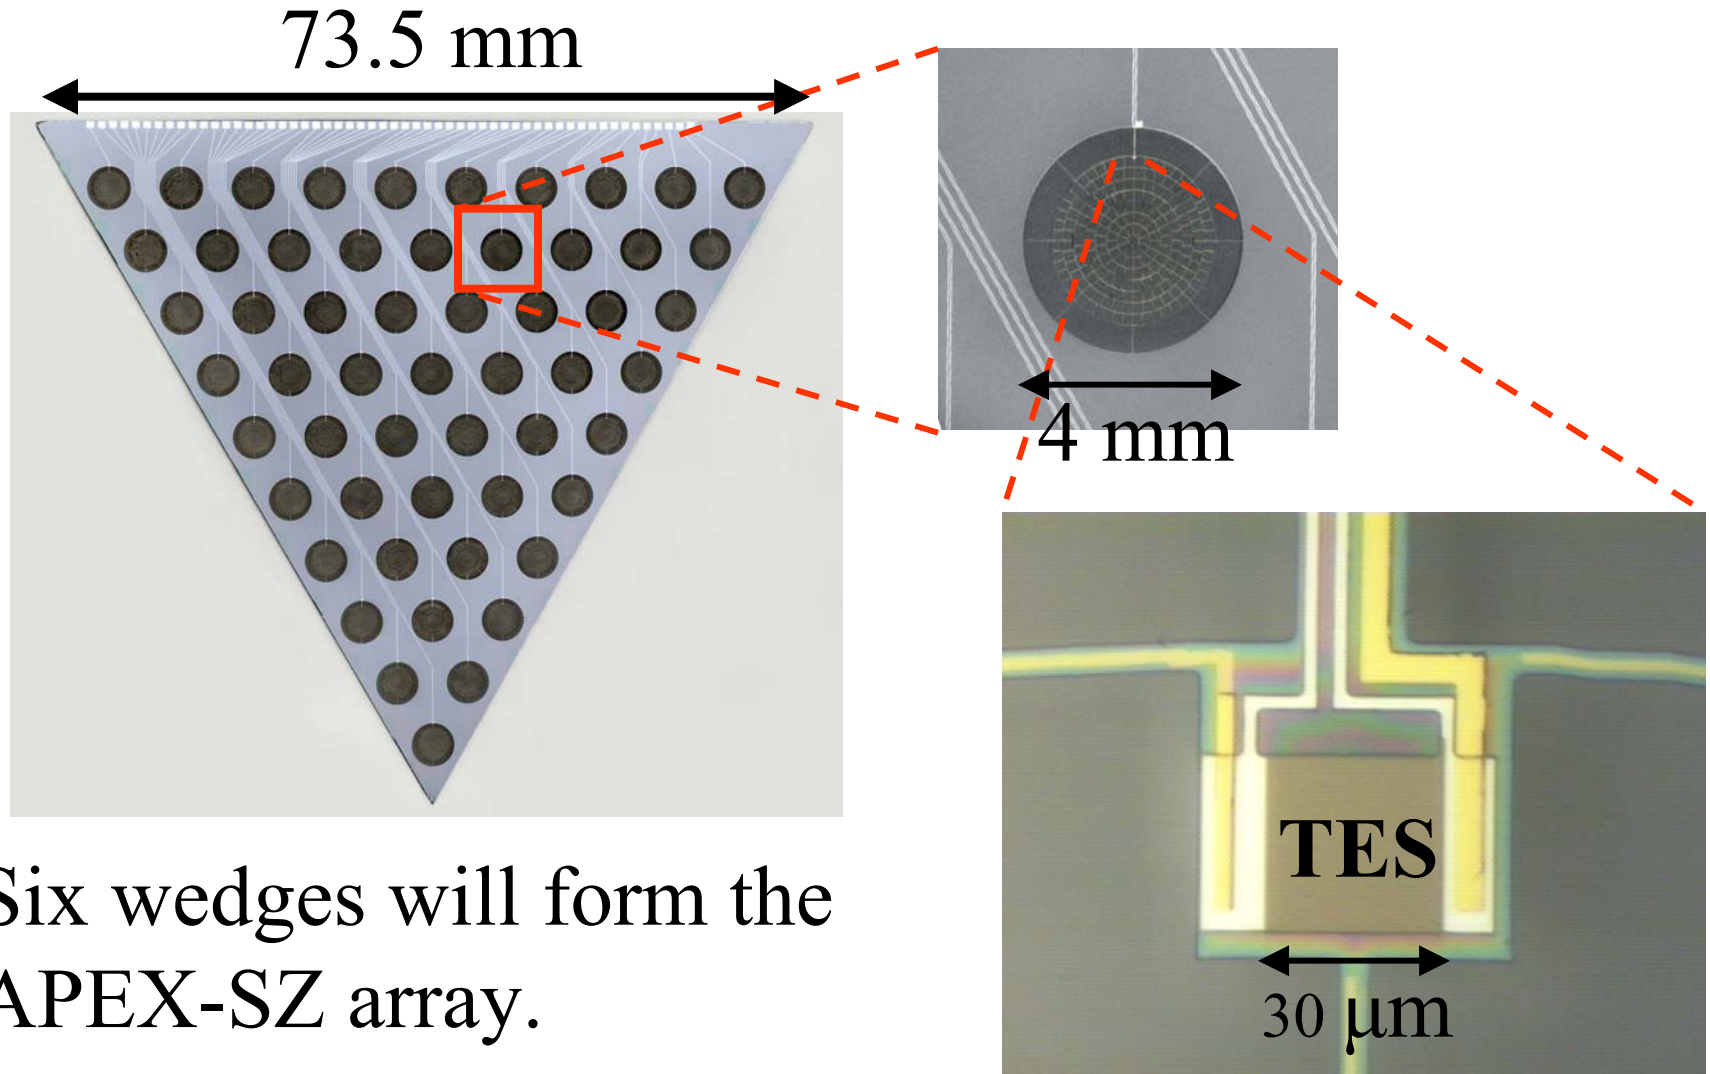 73.5 mm
4 mm
TES
30 μm
Six wedges will form the
APEX-SZ array.